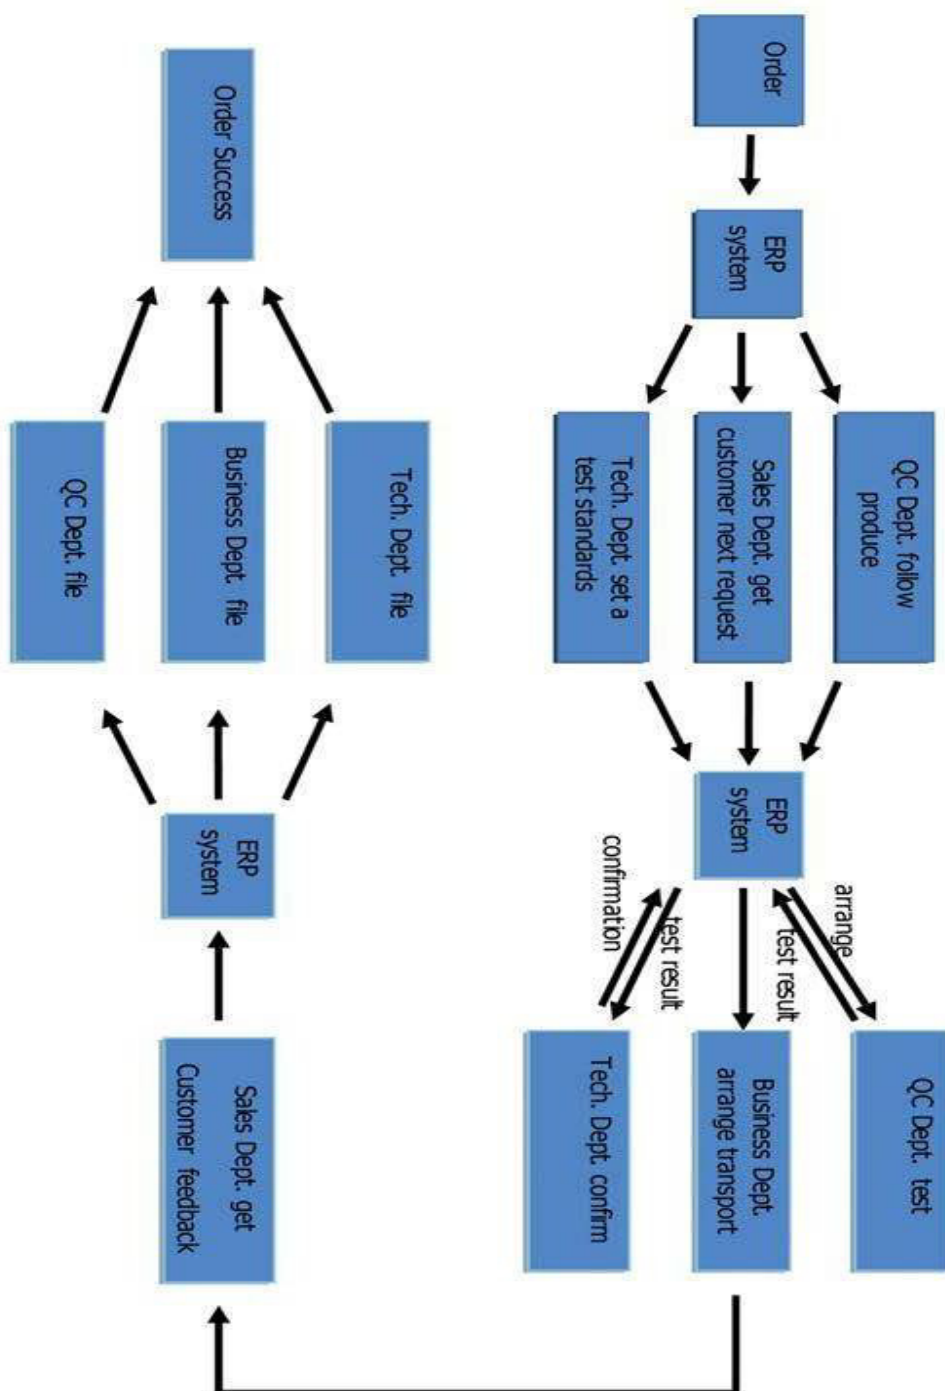 Order
ERP
system
QC Dept. follow
produce
Sales Dept. get
customer next request
Tech. Dept. set a
test standards
ERP
system
arrange
test result
test result
confirmation
QC Dept. test
Business Dept.
arrange transport
Tech. Dept. confirm
Sales Dept. get
Customer feedback
ERP
system
Tech. Dept. file
Business Dept. file
QC Dept. file
Order Success